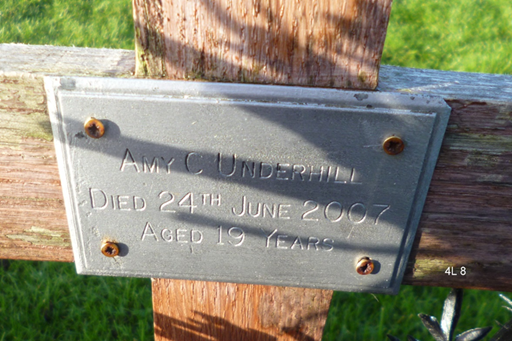 AMY C UNDERHILL
DIED 24TH JUNE 2007
AGED 19 YEARS
4L 8